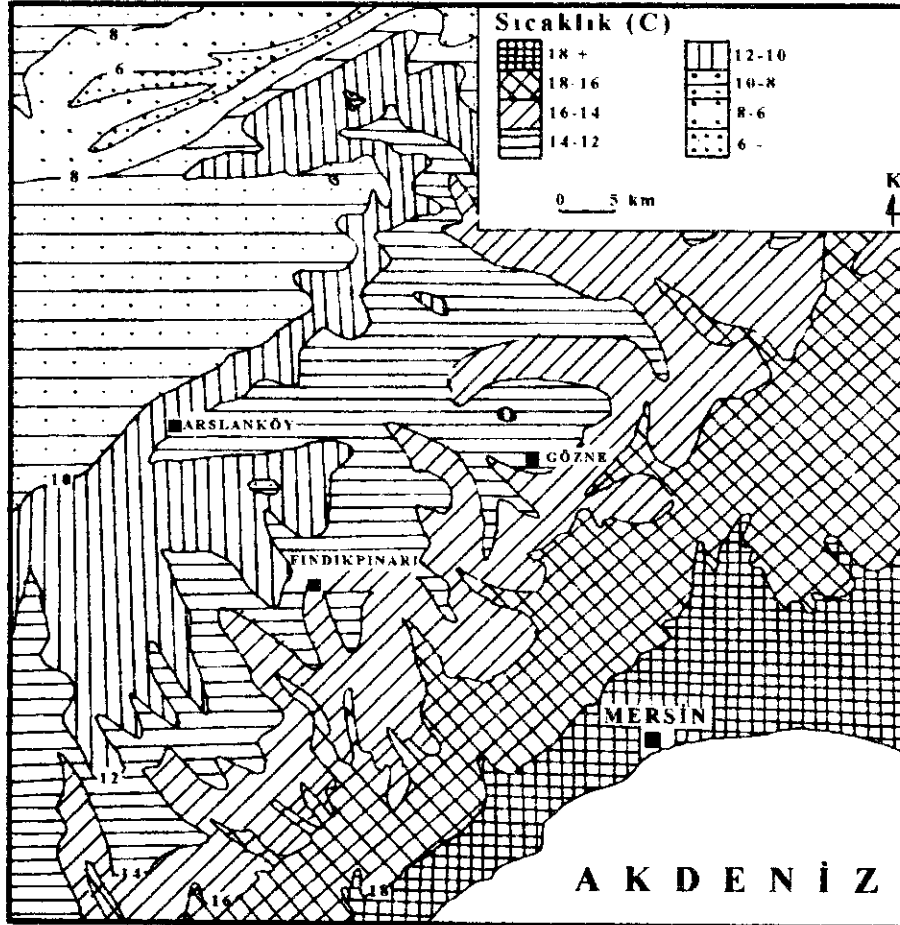 Sıcaklık (C)
18 +
18-16
16-14
14-12
12-10
10-8
8-6
6 -
0 5 km
K
8
6
8
ARSLANKÖY
GÖZNE
10
FINDIKPINARI
MERSİN
12
14
16
18
AKDENİZ